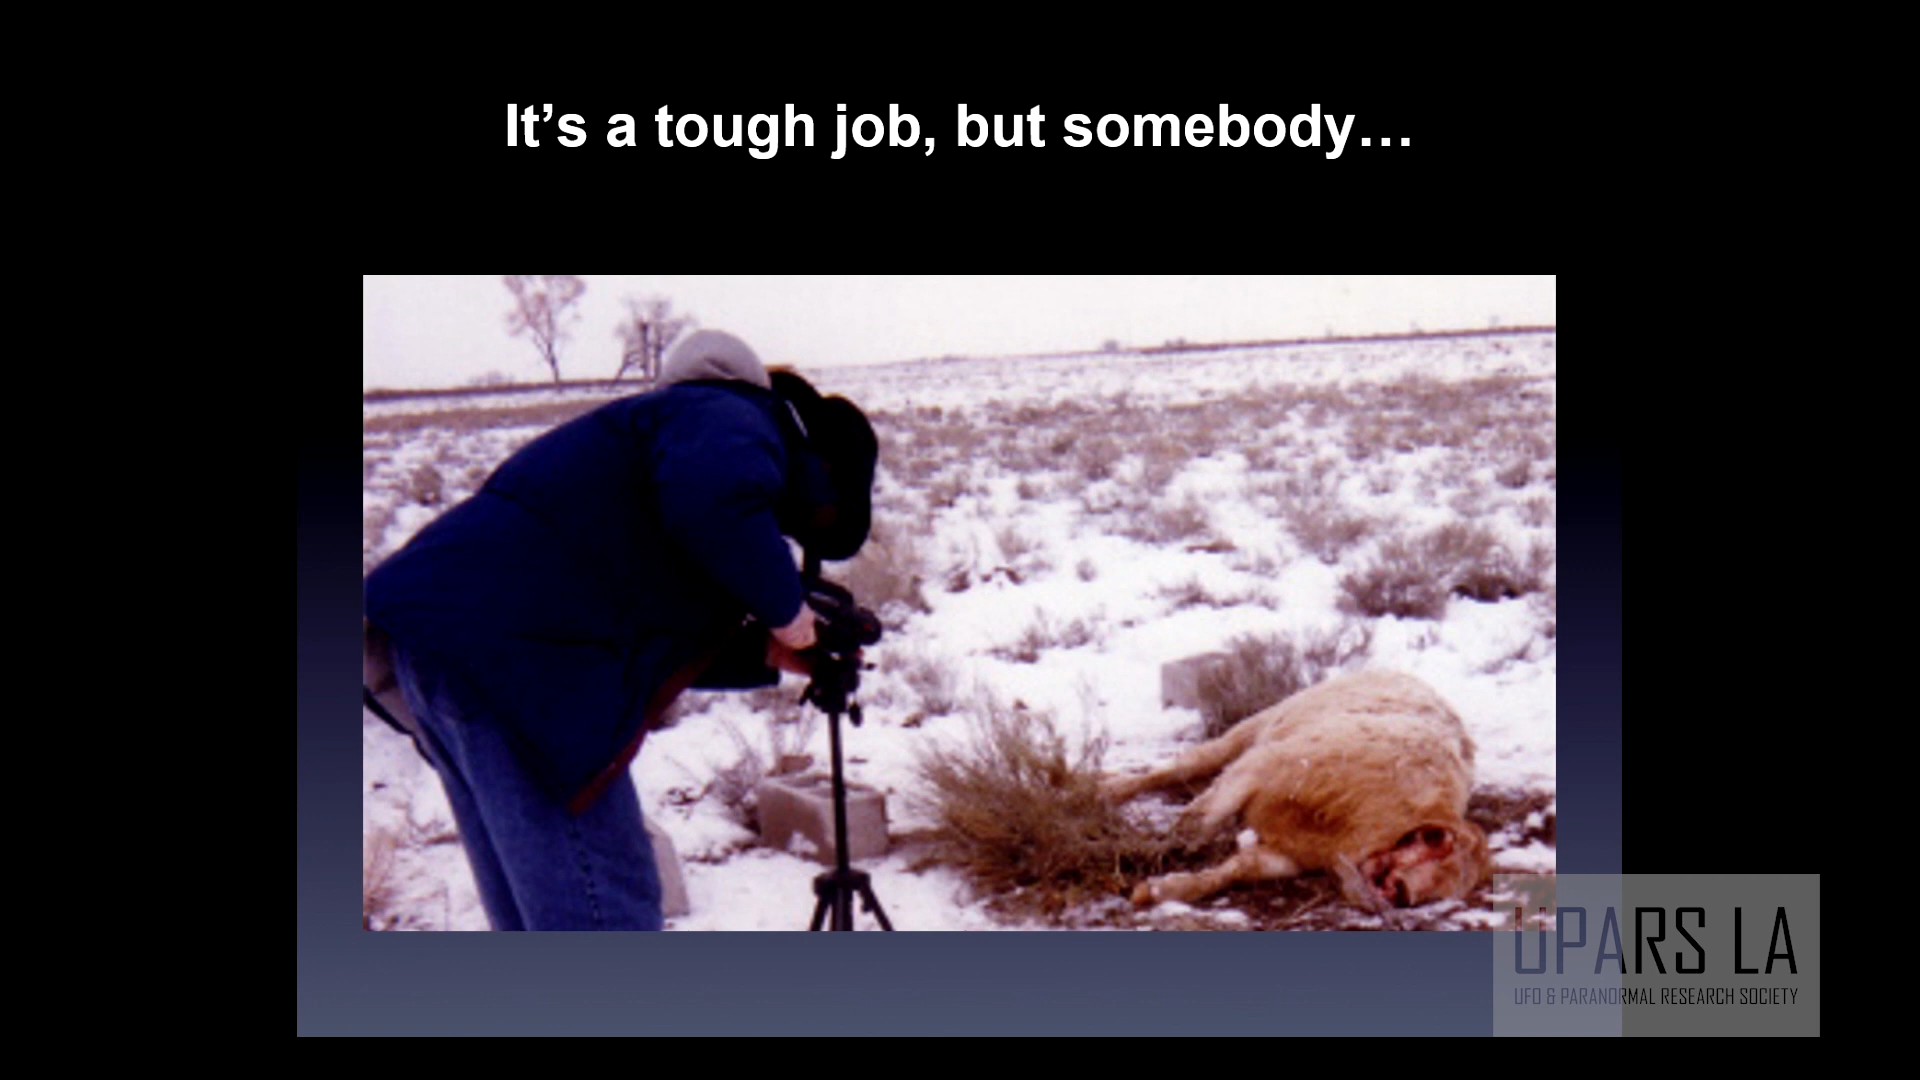 It’s a tough job, but somebody…
UPARS LA
UFO & PARANORMAL RESEARCH SOCIETY